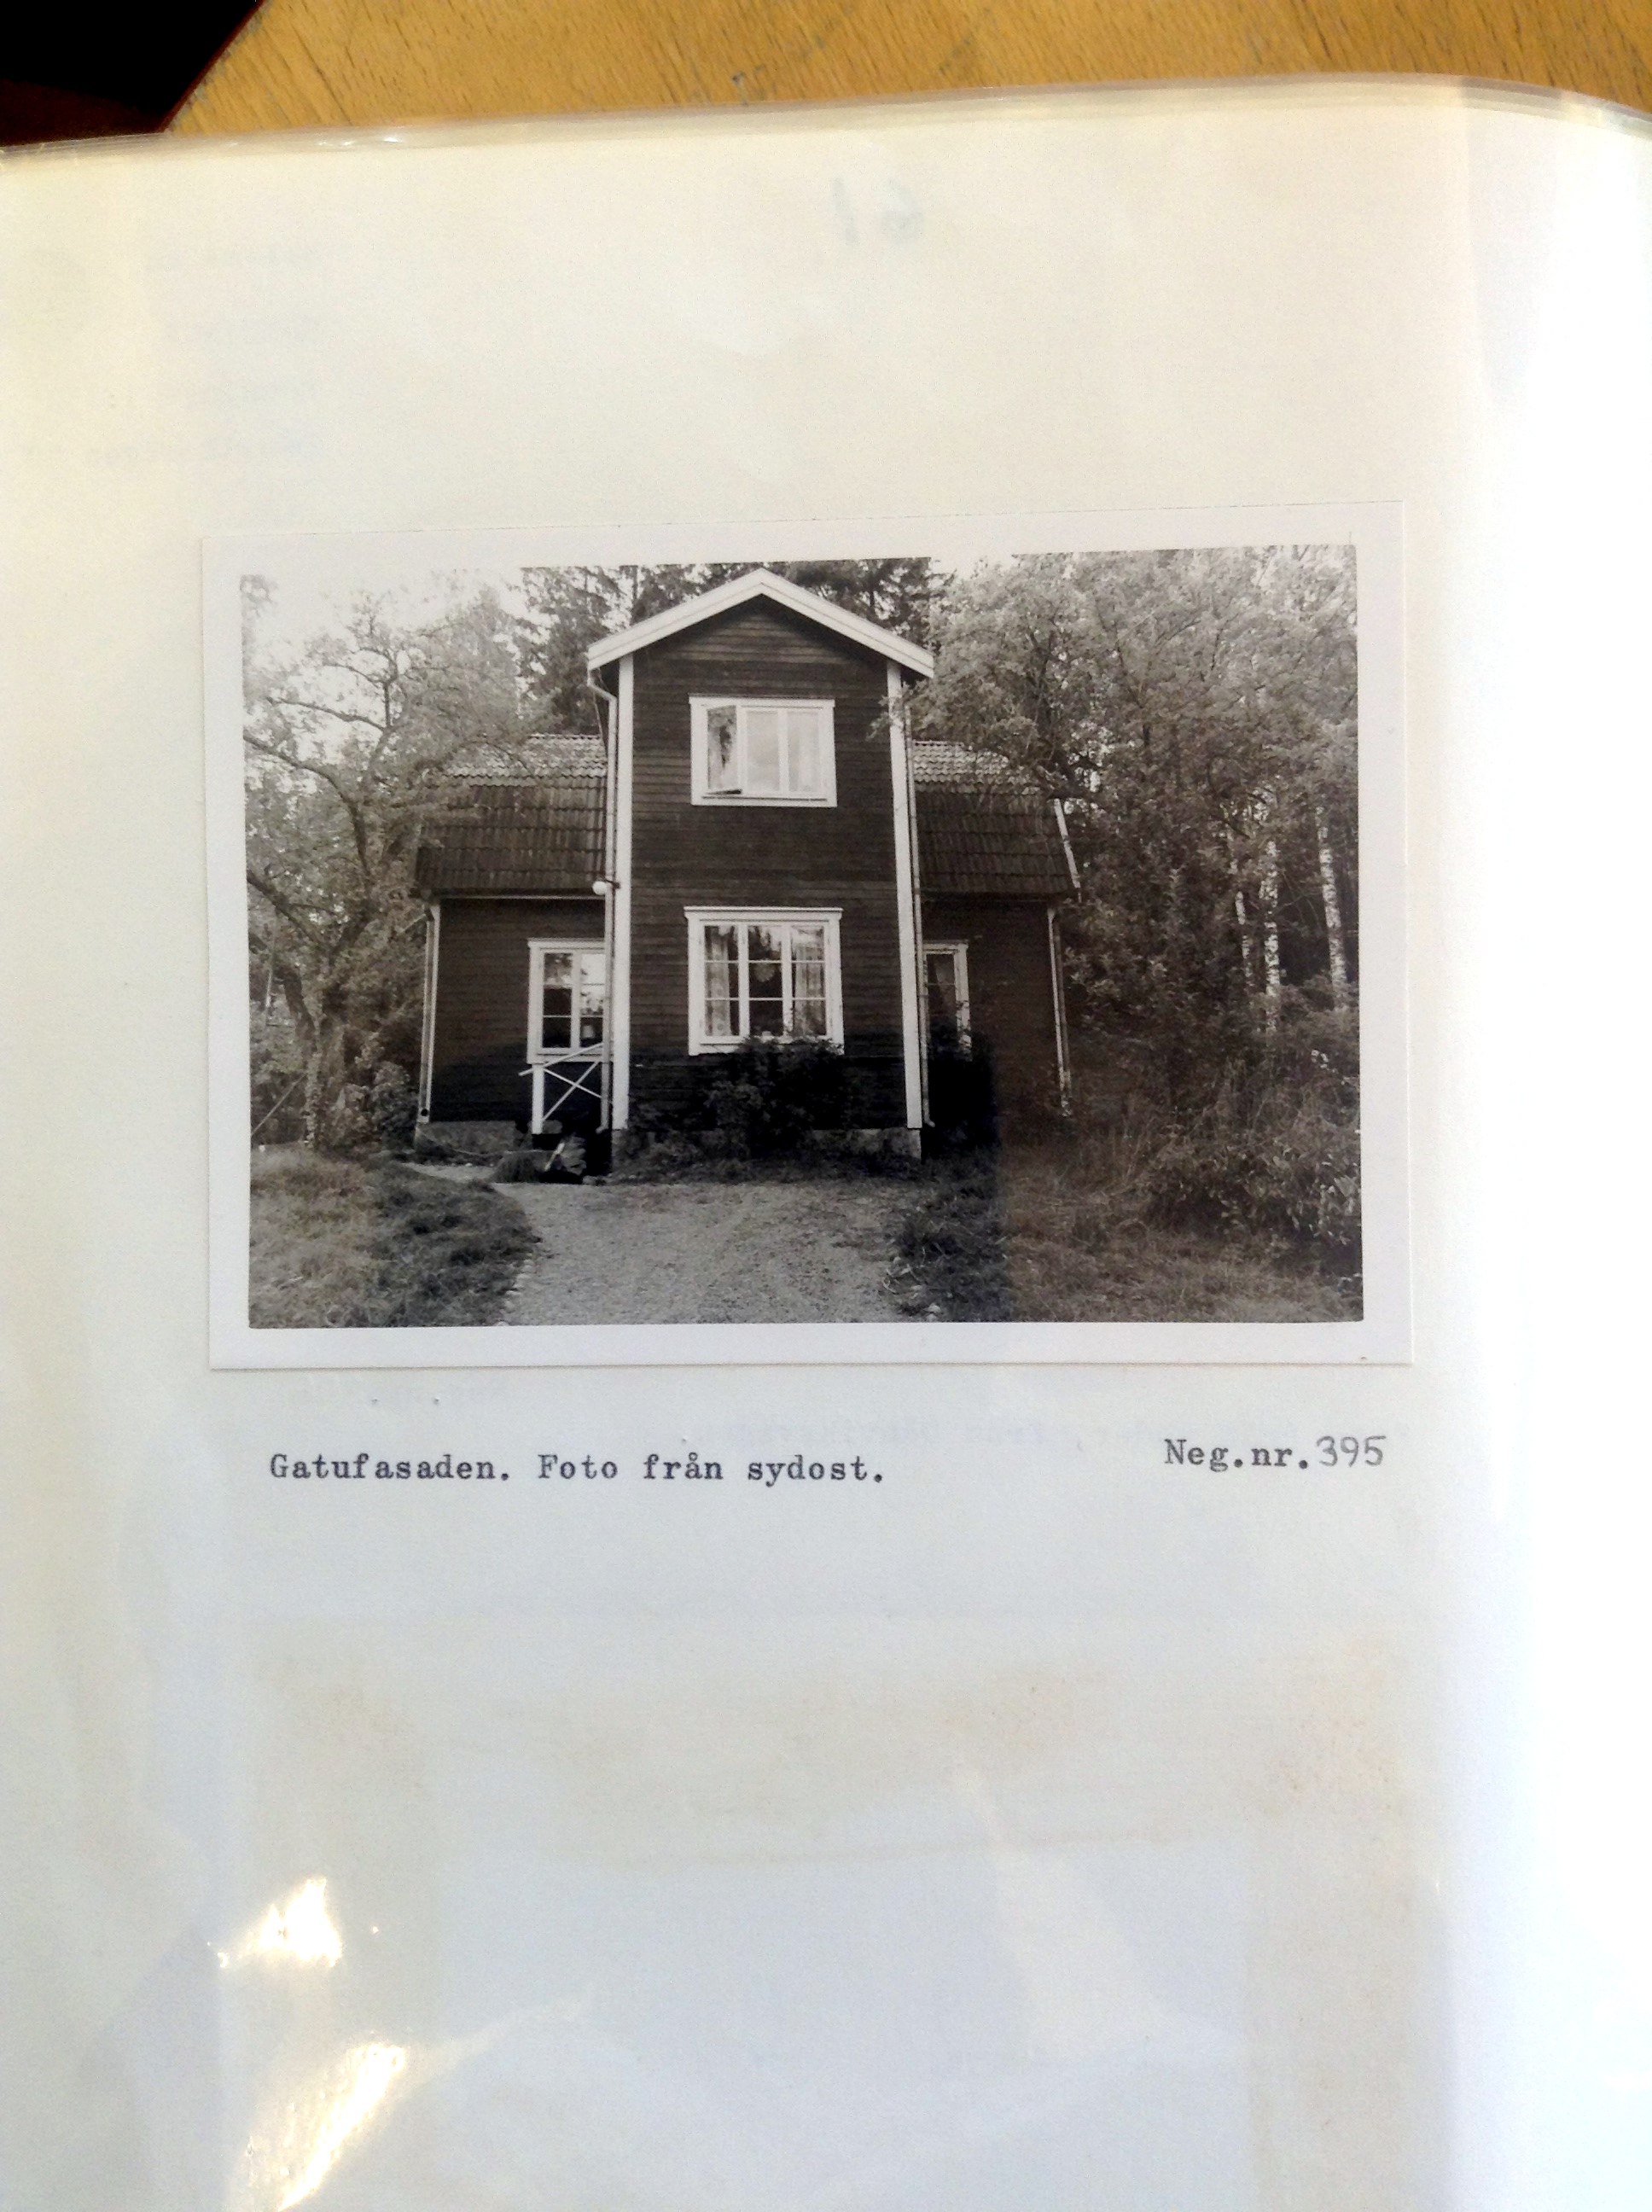 Gatufasaden. Foto från sydost. Neg.nr.395